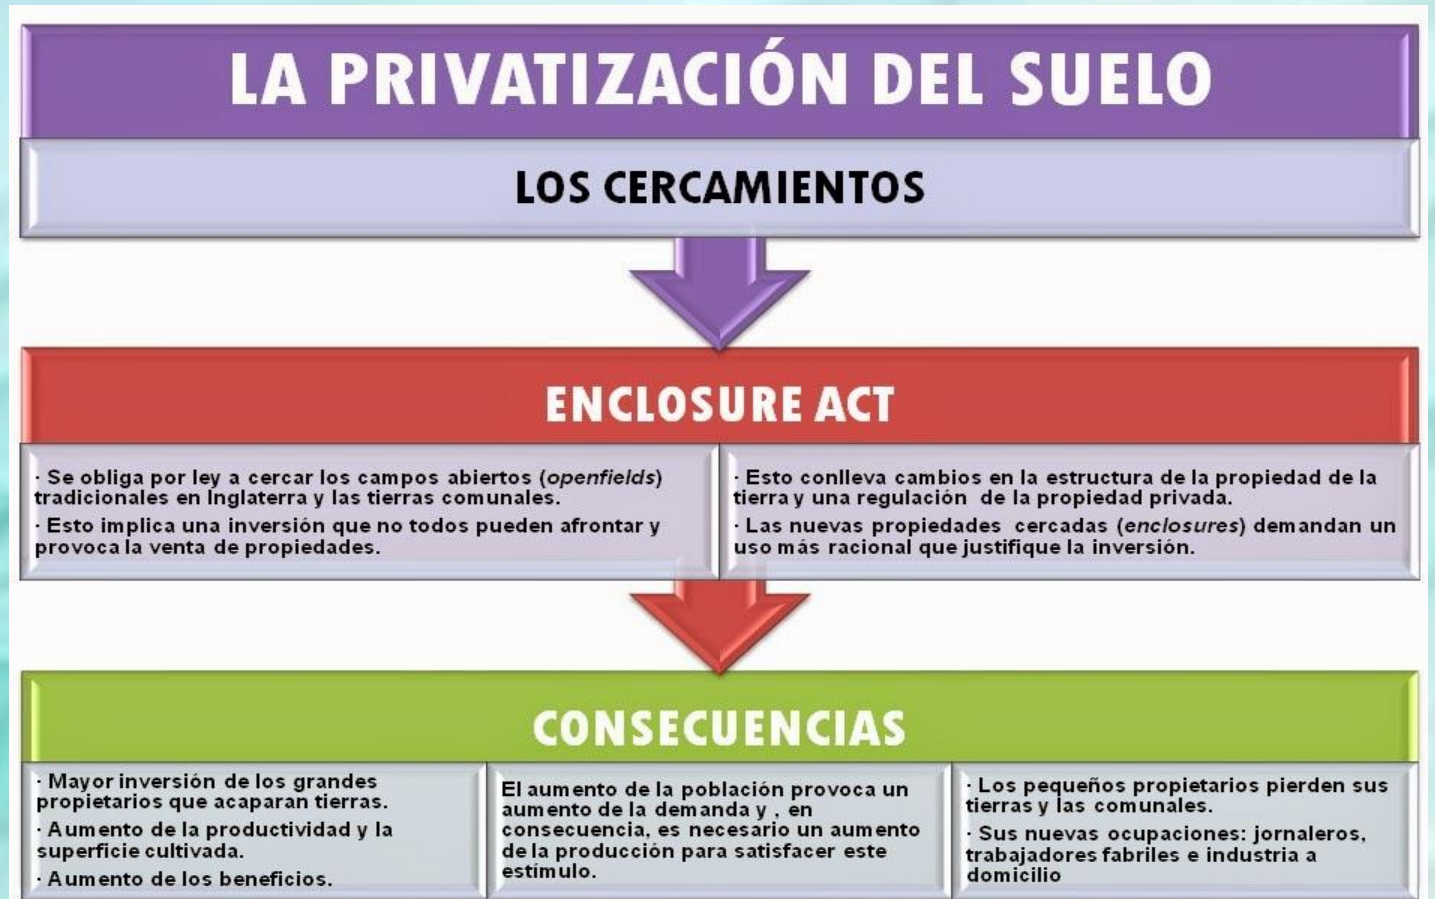 LA PRIVATIZACIÓN DEL SUELO
LOS CERCAMIENTOS
ENCLOSURE ACT
· Se obliga por ley a cercar los campos abiertos (openfields)
tradicionales en Inglaterra y las tierras comunales.
· Esto implica una inversión que no todos pueden afrontar y
provoca la venta de propiedades.
· Esto conlleva cambios en la estructura de la propiedad de la
tierra y una regulación de la propiedad privada.
· Las nuevas propiedades cercadas (enclosures) demandan un
uso más racional que justifique la inversión.
CONSECUENCIAS
· Mayor inversión de los grandes
propietarios que acaparan tierras.
· Aumento de la productividad y la
superficie cultivada.
· Aumento de los beneficios.
El aumento de la población provoca un
aumento de la demanda y , en
consecuencia, es necesario un aumento
de la producción para satisfacer este
estímulo.
· Los pequeños propietarios pierden sus
tierras y las comunales.
· Sus nuevas ocupaciones: jornaleros,
trabajadores fabriles e industria a
domicilio